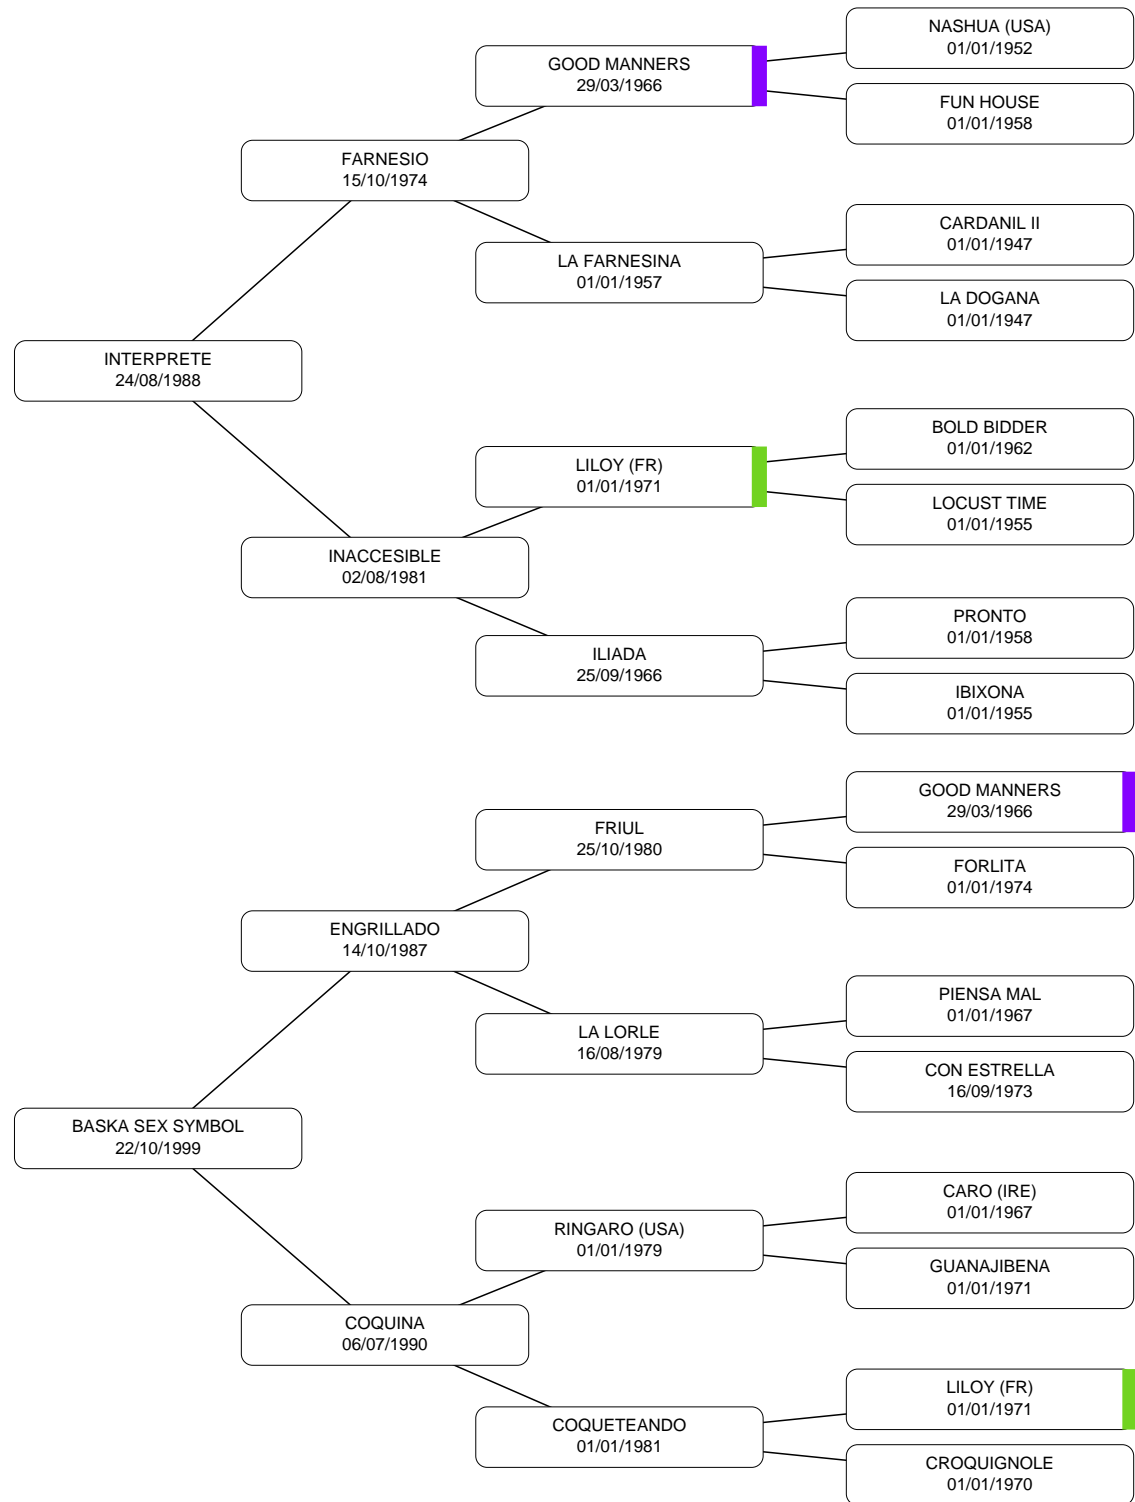 NASHUA (USA)
01/01/1952
GOOD MANNERS
29/03/1966
FUN HOUSE
01/01/1958
FARNESIO
15/10/1974
CARDANIL II
01/01/1947
LA FARNESINA
01/01/1957
LA DOGANA
01/01/1947
INTERPRETE
24/08/1988
BOLD BIDDER
01/01/1962
LILOY (FR)
01/01/1971
LOCUST TIME
01/01/1955
INACCESIBLE
02/08/1981
PRONTO
01/01/1958
ILIADA
25/09/1966
IBIXONA
01/01/1955
GOOD MANNERS
29/03/1966
FRIUL
25/10/1980
FORLITA
01/01/1974
ENGRILLADO
14/10/1987
PIENSA MAL
01/01/1967
LA LORLE
16/08/1979
CON ESTRELLA
16/09/1973
BASKA SEX SYMBOL
22/10/1999
CARO (IRE)
01/01/1967
RINGARO (USA)
01/01/1979
GUANAJIBENA
01/01/1971
COQUINA
06/07/1990
LILOY (FR)
01/01/1971
COQUETEANDO
01/01/1981
CROQUIGNOLE
01/01/1970